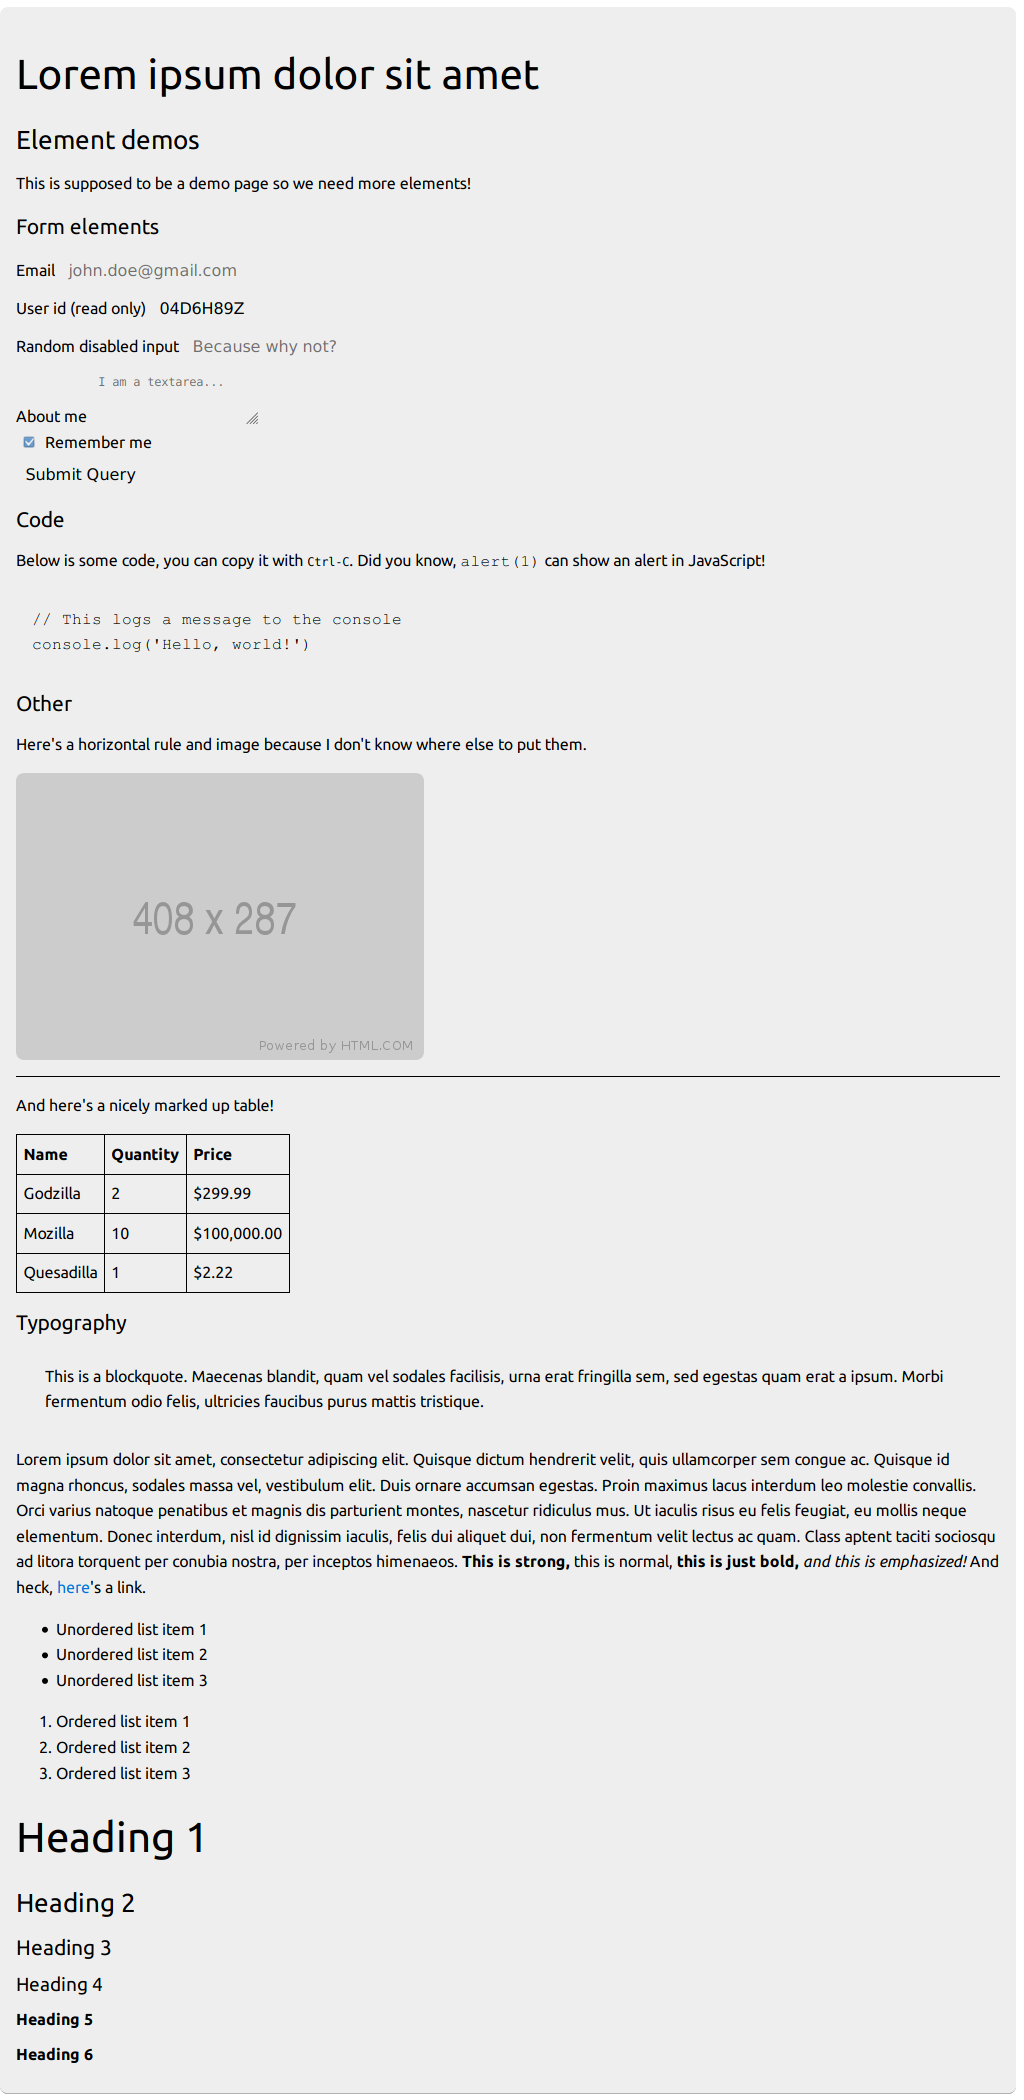 Lorem ipsum dolor sit amet
Element demos
This is supposed to be a demo page so we need more elements!
Form elements
Email john.doe@gmail.com
User id (read only) 04D6H89Z
Random disabled input Because why not?
I am a textarea...
About me
Remember me
Submit Query
Code
Below is some code, you can copy it with Ctrl-C. Did you know, alert(1) can show an alert in JavaScript!
// This logs a message to the console
console.log('Hello, world!')
Other
Here's a horizontal rule and image because I don't know where else to put them.
408 x 287
Powered by HTML.COM
And here's a nicely marked up table!
Name Quantity Price
Godzilla 2 $299.99
Mozilla 10 $100,000.00
Quesadilla 1 $2.22
Typography
This is a blockquote. Maecenas blandit, quam vel sodales facilisis, urna erat fringilla sem, sed egestas quam erat a ipsum. Morbi
fermentum odio felis, ultricies faucibus purus mattis tristique.
Lorem ipsum dolor sit amet, consectetur adipiscing elit. Quisque dictum hendrerit velit, quis ullamcorper sem congue ac. Quisque id
magna rhoncus, sodales massa vel, vestibulum elit. Duis ornare accumsan egestas. Proin maximus lacus interdum leo molestie convallis.
Orci varius natoque penatibus et magnis dis parturient montes, nascetur ridiculus mus. Ut iaculis risus eu felis feugiat, eu mollis neque
elementum. Donec interdum, nisl id dignissim iaculis, felis dui aliquet dui, non fermentum velit lectus ac quam. Class aptent taciti sociosqu
ad litora torquent per conubia nostra, per inceptos himenaeos. This is strong, this is normal, this is just bold, and this is emphasized! And
heck, here's a link.
• Unordered list item 1
• Unordered list item 2
• Unordered list item 3
1. Ordered list item 1
2. Ordered list item 2
3. Ordered list item 3
Heading 1
Heading 2
Heading 3
Heading 4
Heading 5
Heading 6